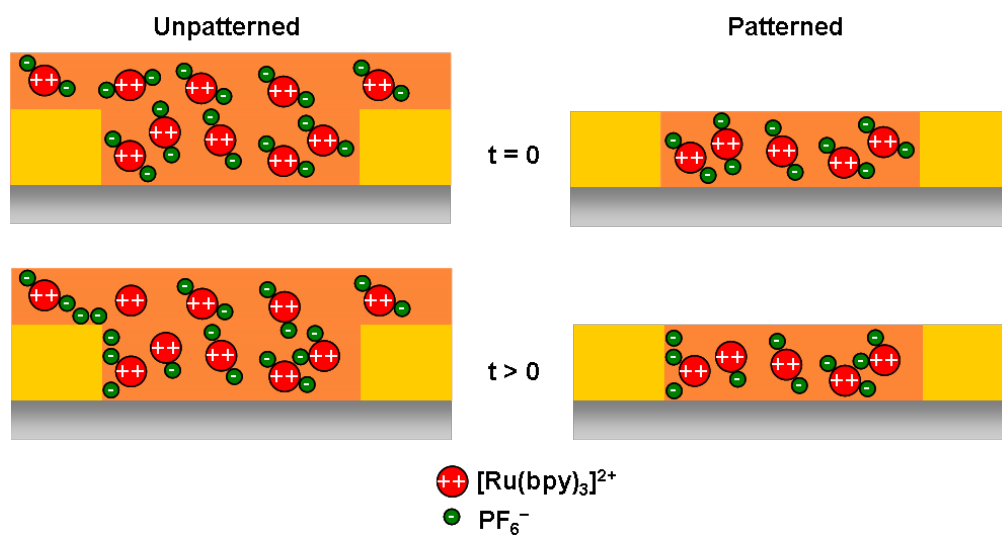 Unpatterned
Patterned
t = 0
t > 0
[Ru(bpy)₃]²⁺
PF₆⁻